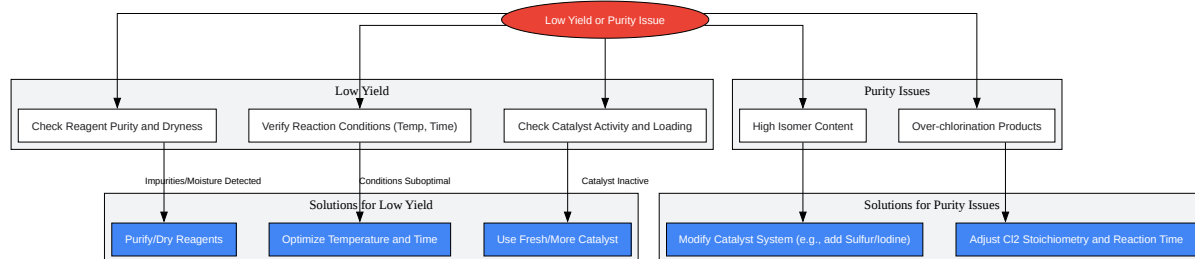 Low Yield or Purity Issue
Low Yield
Purity Issues
Check Reagent Purity and Dryness
Verify Reaction Conditions (Temp, Time)
Check Catalyst Activity and Loading
High Isomer Content
Over-chlorination Products
Impurities/Moisture Detected
Conditions Suboptimal
Catalyst Inactive
Solutions for Low Yield
Solutions for Purity Issues
Purify/Dry Reagents
Optimize Temperature and Time
Use Fresh/More Catalyst
Modify Catalyst System (e.g., add Sulfur/Iodine)
Adjust Cl2 Stoichiometry and Reaction Time